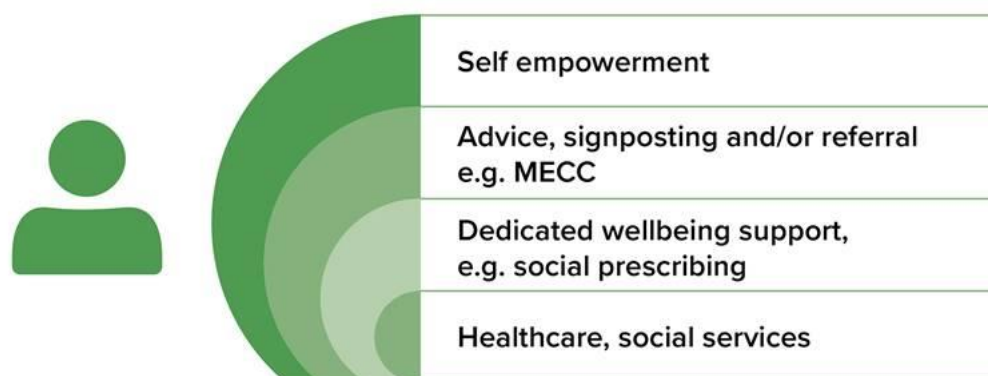 Self empowerment
Advice, signposting and/or referral
e.g. MECC
Dedicated wellbeing support,
e.g. social prescribing
Healthcare, social services